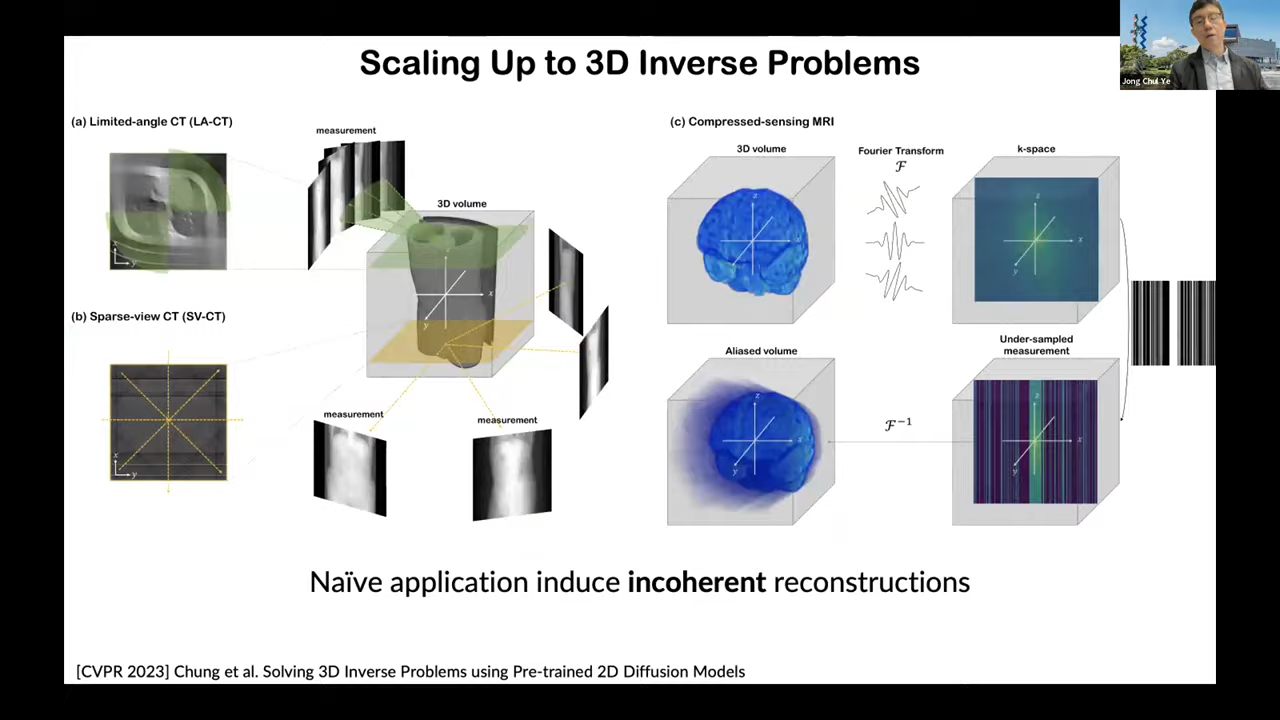 Scaling Up to 3D Inverse Problems
Jong Chul Ye
(a) Limited-angle CT (LA-CT)
measurement
3D volume
x
y
z
x
y
(b) Sparse-view CT (SV-CT)
x
y
measurement
measurement
(c) Compressed-sensing MRI
3D volume
z
x
y
Fourier Transform
ℱ
k-space
z
x
y
Aliased volume
z
x
y
ℱ⁻¹
Under-sampled
measurement
z
x
y
Naïve application induce incoherent reconstructions
[CVPR 2023] Chung et al. Solving 3D Inverse Problems using Pre-trained 2D Diffusion Models